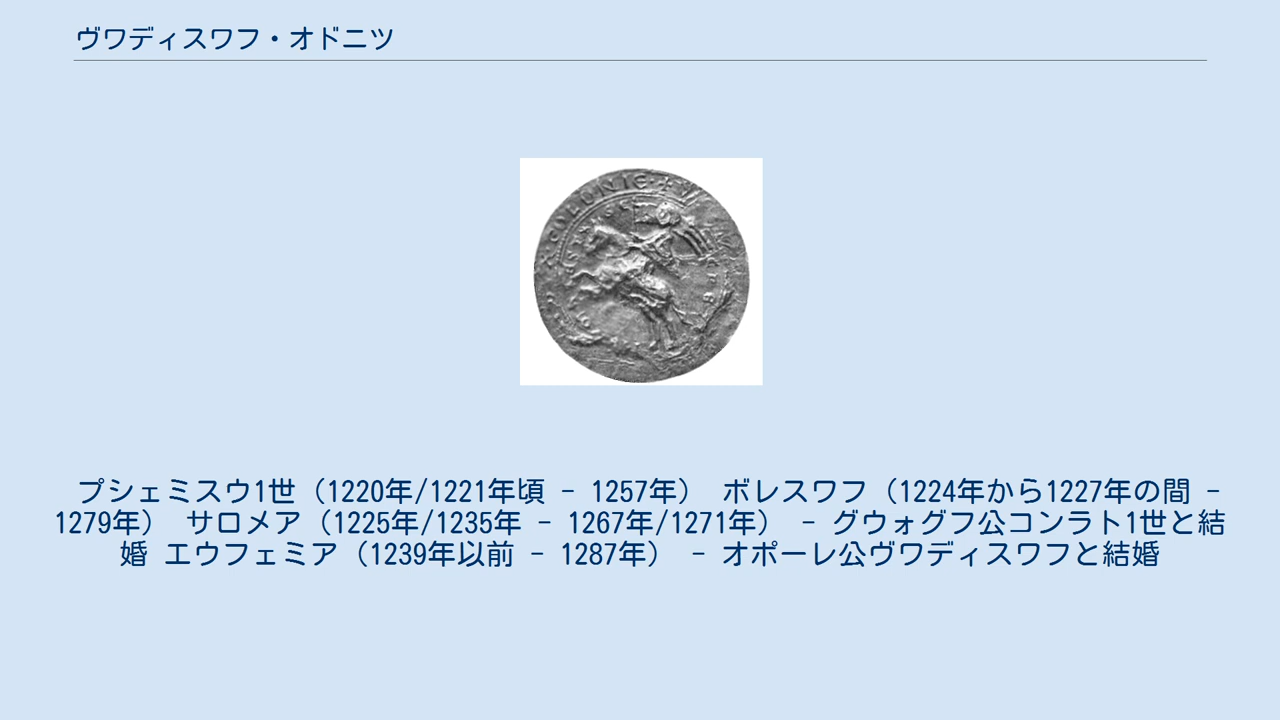 ヴワディスワフ・オドニツ
プシェミスウ1世（1220年/1221年頃 – 1257年） ボレスワフ（1224年から1227年の間 –
1279年） サロメア（1225年/1235年 – 1267年/1271年） – グウォグフ公コンラト1世と結
婚 エウフェミア（1239年以前 – 1287年） – オポーレ公ヴワディスワフと結婚